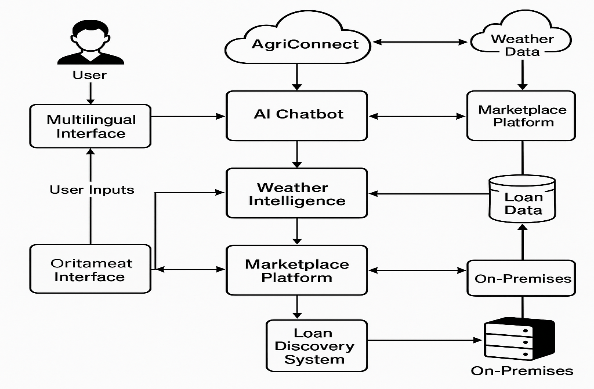 AgriConnect
Weather
Data
User
Multilingual
Interface
AI Chatbot
Marketplace
Platform
User Inputs
Weather
Intelligence
Loan
Data
Oritameat
Interface
Marketplace
Platform
On-Premises
Loan
Discovery
System
On-Premises